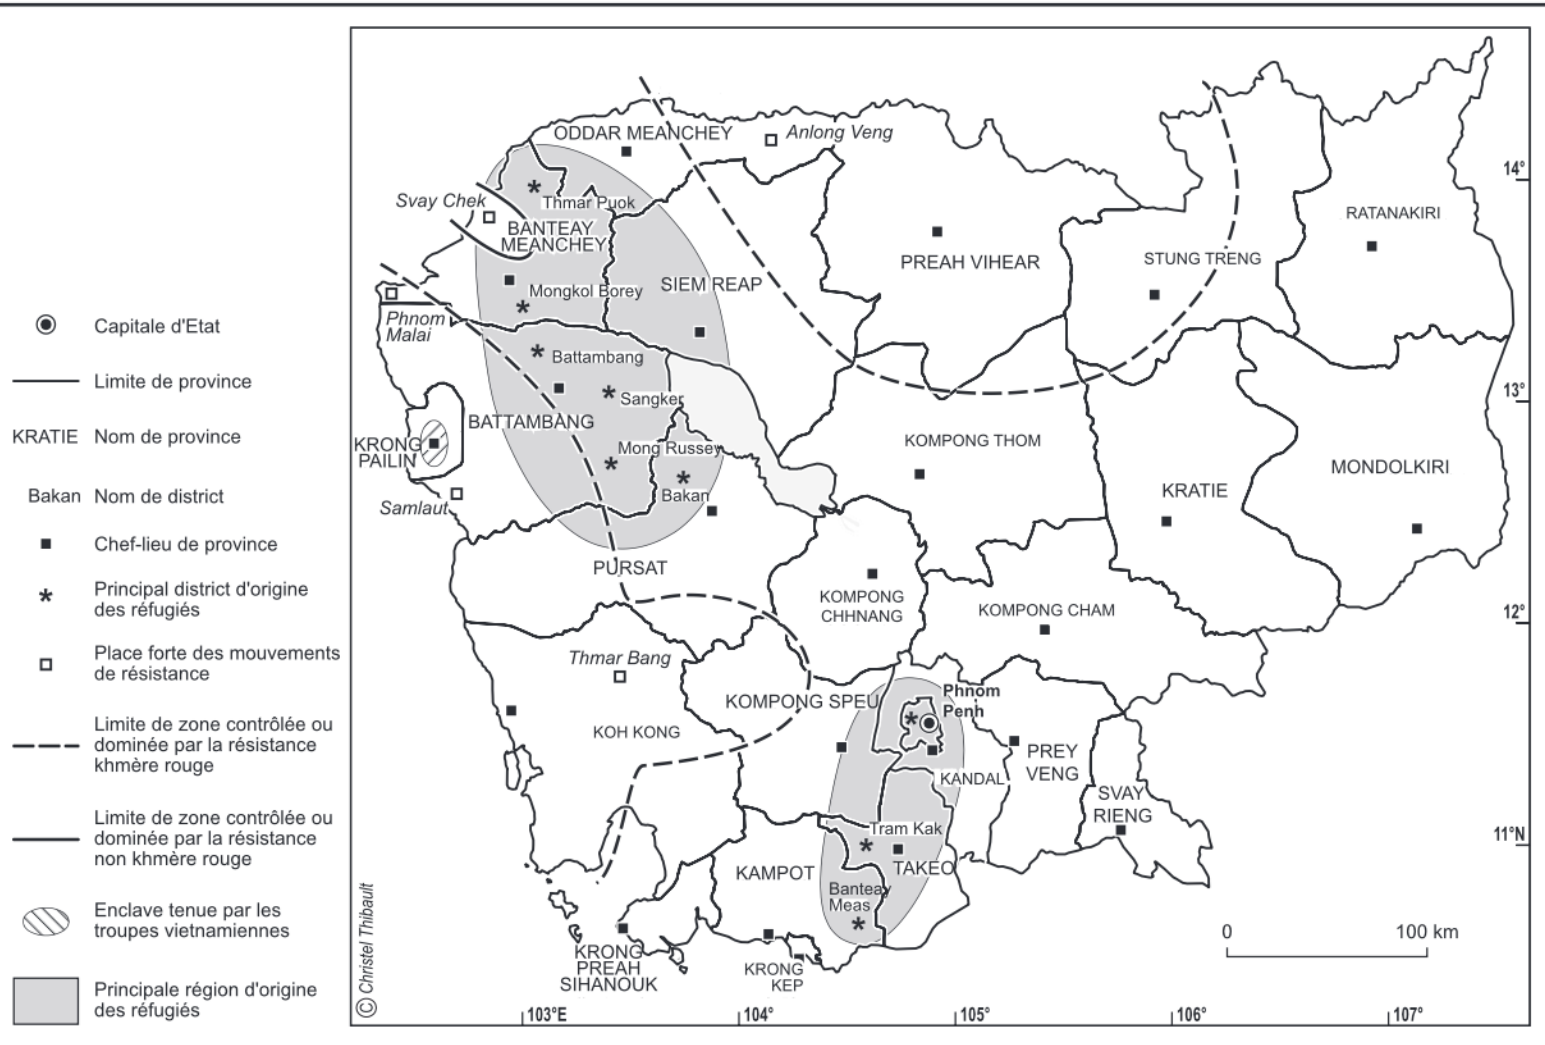 Capitale d'Etat
Limite de province
KRATIE Nom de province
Bakan Nom de district
Chef-lieu de province
Principal district d'origine
des réfugiés
Place forte des mouvements
de résistance
Limite de zone contrôlée ou
dominée par la résistance
khmère rouge
Limite de zone contrôlée ou
dominée par la résistance
non khmère rouge
Enclave tenue par les
troupes vietnamiennes
Principale région d'origine
des réfugiés
ODDAR MEANCHEY
Anlong Veng
14°
Svay Chek
Thmar Puok
RATANAKIRI
BANTEAY
MEANCHEY
PREAH VIHEAR
STUNG TRENG
SIEM REAP
Mongkol Borey
Phnom
Malai
Battambang
13°
Sangker
BATTAMBANG
KRONG
PAILIN
Mong Russey
KOMPONG THOM
MONDOLKIRI
KRATIE
Bakan
Samlaut
PURSAT
KOMPONG
CHHNANG
KOMPONG CHAM
12°
Thmar Bang
KOMPONG SPEU
Phnom
Penh
KOH KONG
PREY
VENG
KANDAL
SVAY
RIENG
Tram Kak
11°N
KAMPOT
TAKEO
Banteay
Meas
0 100 km
KRONG
PREAH
SIHANOUK
KRONG
KEP
© Christel Thibault
103°E
104°
105°
106°
107°